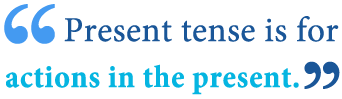 “Present tense is for
actions in the present.”